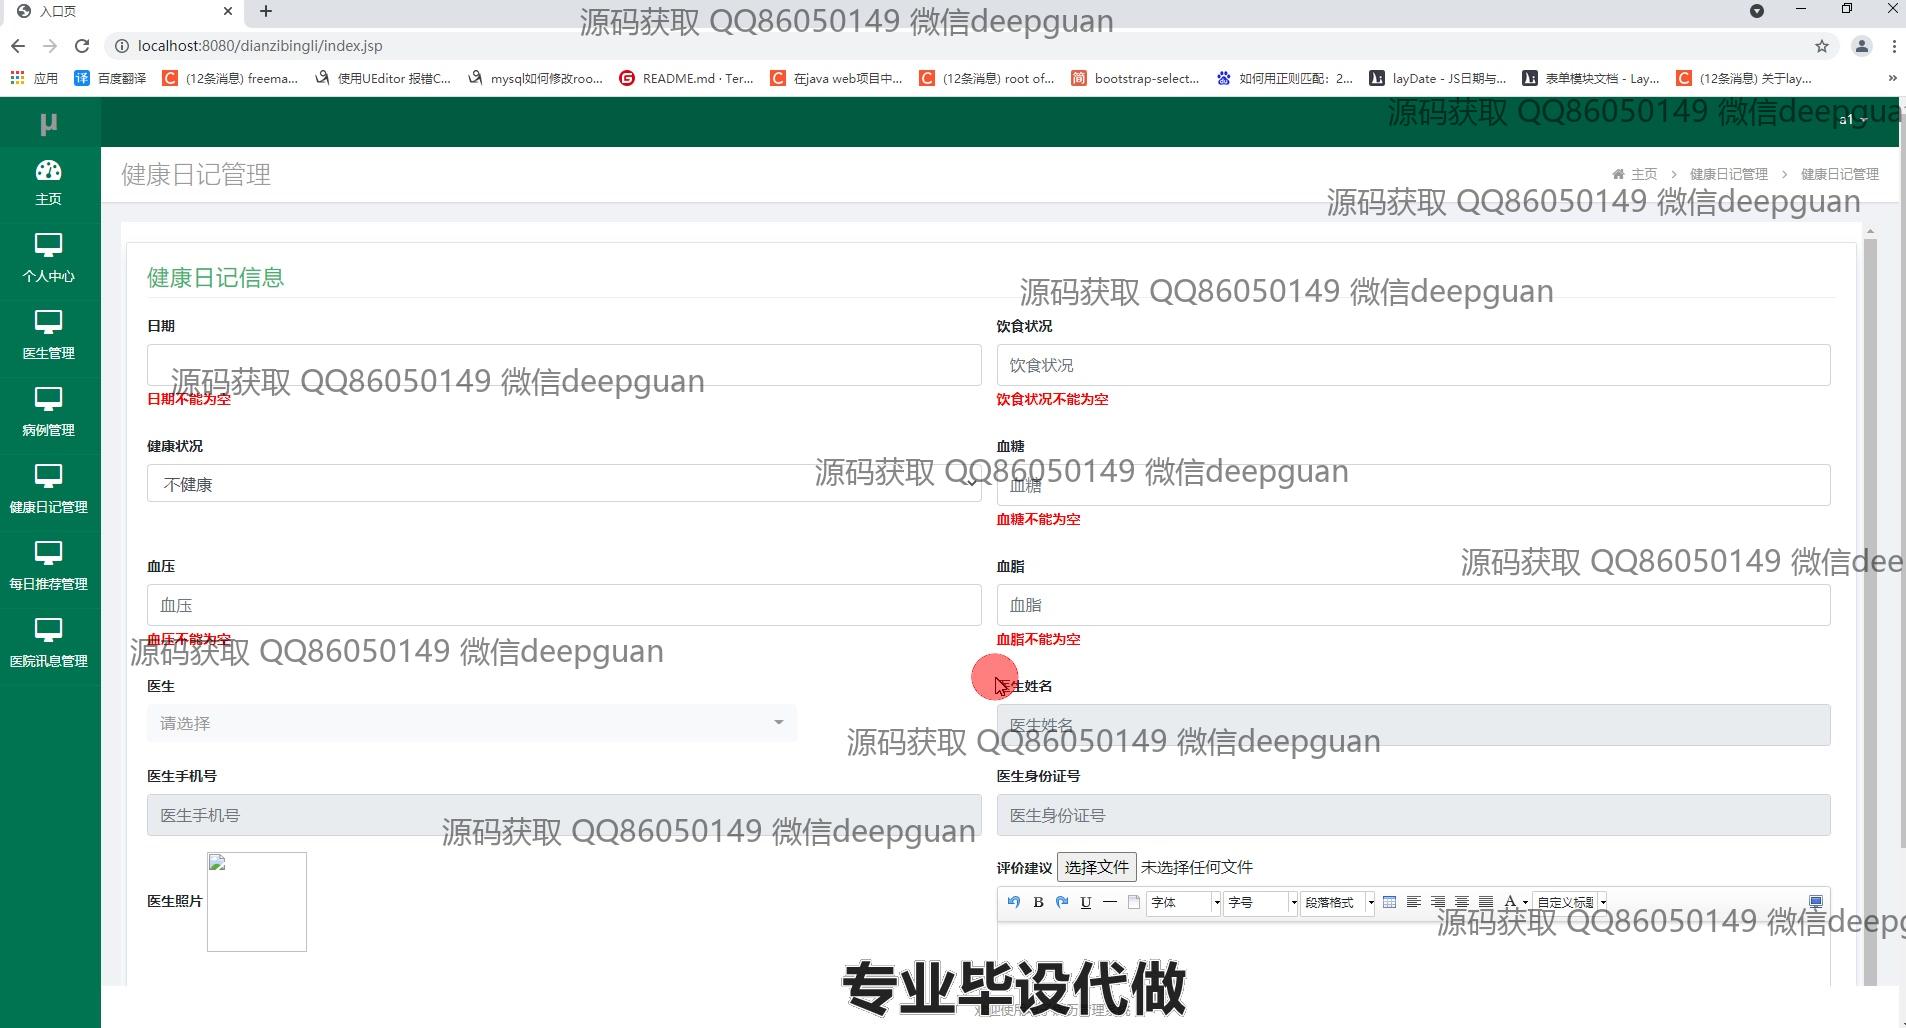 入口页
源码获取 QQ86050149 微信deepguan
localhost:8080/dianzibingli/index.jsp
应用
百度翻译
(12条消息) freema...
使用UEditor 报错C...
mysql如何修改roo...
README.md · Ter...
在java web项目中...
(12条消息) root of...
bootstrap-select...
如何用正则匹配：2...
layDate - JS日期与...
表单模块文档 - Lay...
(12条消息) 关于lay...
»
μ
源码获取 QQ86050149 微信deepgua
a1
主页
个人中心
医生管理
病例管理
健康日记管理
每日推荐管理
医院讯息管理
健康日记管理
主页 > 健康日记管理 > 健康日记管理
源码获取 QQ86050149 微信deepguan
健康日记信息
源码获取 QQ86050149 微信deepguan
日期
饮食状况
饮食状况
源码获取 QQ86050149 微信deepguan
日期不能为空
饮食状况不能为空
健康状况
血糖
不健康
血糖
源码获取 QQ86050149 微信deepguan
血糖不能为空
血压
血脂
源码获取 QQ86050149 微信dee
血压
血脂
血压不能为空
血脂不能为空
源码获取 QQ86050149 微信deepguan
医生
医生姓名
请选择
医生姓名
源码获取 QQ86050149 微信deepguan
医生手机号
医生身份证号
医生手机号
医生身份证号
源码获取 QQ86050149 微信deepguan
医生照片
评价建议 选择文件 未选择任何文件
B U 字体 字号 段落格式 A 自定义标题
源码获取 QQ86050149 微信deepg
专业毕设代做